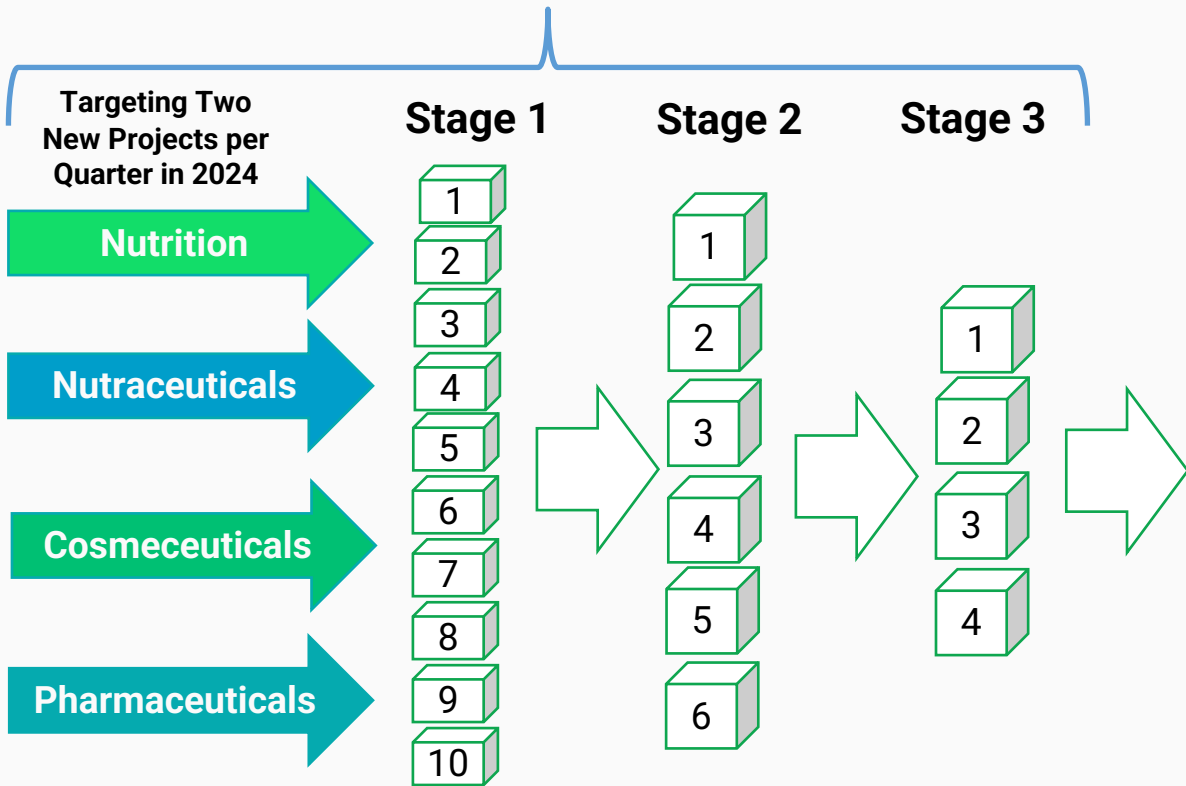 Targeting Two
New Projects per
Quarter in 2024
Stage 1
Stage 2
Stage 3
Nutrition
Nutraceuticals
Cosmeceuticals
Pharmaceuticals
1
2
3
4
5
6
7
8
9
10
1
2
3
4
5
6
1
2
3
4